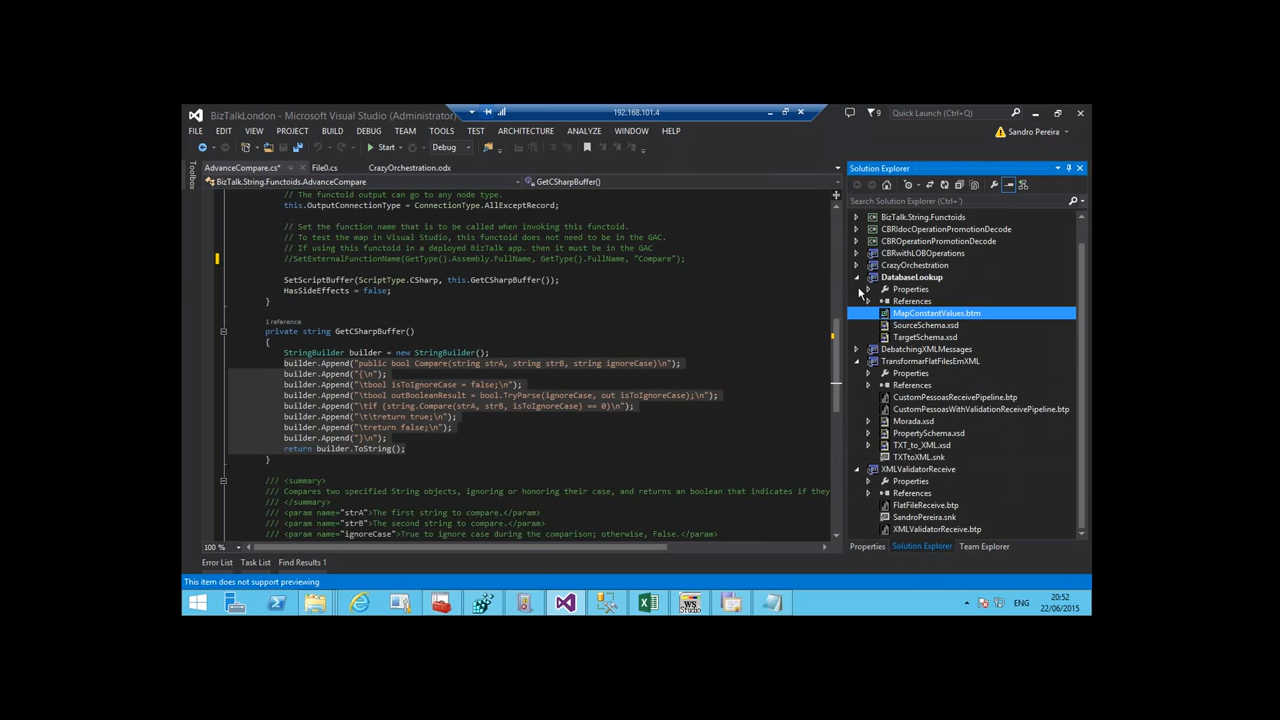 BizTalkLondon - Microsoft Visual Studio (Administrator)
192.168.101.4
9
Quick Launch (Ctrl+Q)
FILE EDIT VIEW PROJECT BUILD DEBUG TEAM TOOLS TEST ARCHITECTURE ANALYZE WINDOW HELP
Sandro Pereira
Start
Debug
Toolbox
AdvanceCompare.cs* File0.cs CrazyOrchestration.odx
BizTalk.String.Functoids.AdvanceCompare
GetCSharpBuffer()
// The functoid output can go to any node type.
this.OutputConnectionType = ConnectionType.AllExceptRecord;
// Set the function name that is to be called when invoking this functoid.
// To test the map in Visual Studio, this functoid does not need to be in the GAC.
// If using this functoid in a deployed BizTalk app. then it must be in the GAC
//SetExternalFunctionName(GetType().Assembly.FullName, GetType().FullName, "Compare");
SetScriptBuffer(ScriptType.CSharp, this.GetCSharpBuffer());
HasSideEffects = false;
}
1 reference
private string GetCSharpBuffer()
{
StringBuilder builder = new StringBuilder();
builder.Append("public bool Compare(string strA, string strB, string ignoreCase)\n");
builder.Append("{\n");
builder.Append("\tbool isToIgnoreCase = false;\n");
builder.Append("\tbool outBooleanResult = bool.TryParse(ignoreCase, out isToIgnoreCase);\n");
builder.Append("\tif (string.Compare(strA, strB, isToIgnoreCase) == 0)\n");
builder.Append("\t\treturn true;\n");
builder.Append("\treturn false;\n");
builder.Append("}\n");
return builder.ToString();
}
/// <summary>
/// Compares two specified String objects, ignoring or honoring their case, and returns an boolean that indicates if they
/// </summary>
/// <param name="strA">The first string to compare.</param>
/// <param name="strB">The second string to compare.</param>
/// <param name="ignoreCase">True to ignore case during the comparison; otherwise, False.</param>
100 %
Solution Explorer
Search Solution Explorer (Ctrl+')
BizTalk.String.Functoids
CBRIdocOperationPromotionDecode
CBROperationPromotionDecode
CBRwithLOBOperations
CrazyOrchestration
DatabaseLookup
Properties
References
MapConstantValues.btm
SourceSchema.xsd
TargetSchema.xsd
DebatchingXMLMessages
TransformFlatFilesEmXML
Properties
References
CustomPessoasReceivePipeline.btp
CustomPessoasWithValidationReceivePipeline.btp
Morada.xsd
PropertySchema.xsd
TXT_to_XML.xsd
TXTtoXML.snk
XMLValidatorReceive
Properties
References
FlatFileReceive.btp
SandroPereira.snk
XMLValidatorReceive.btp
Properties Solution Explorer Team Explorer
Error List Task List Find Results 1
This item does not support previewing
WS
Studio
ENG
20:52
22/06/2015